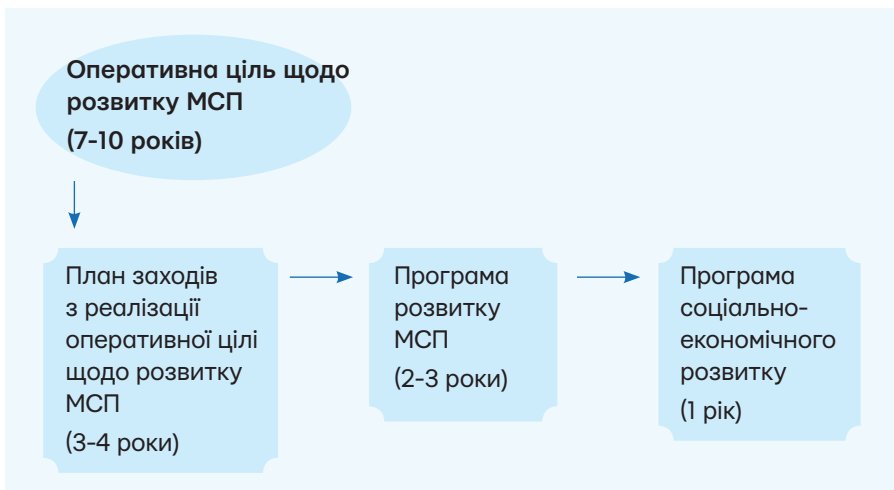 Оперативна ціль щодо
розвитку МСП
(7-10 років)
План заходів
з реалізації
оперативної цілі
щодо розвитку
МСП
(3-4 роки)
Програма
розвитку
МСП
(2-3 роки)
Програма
соціально-
економічного
розвитку
(1 рік)